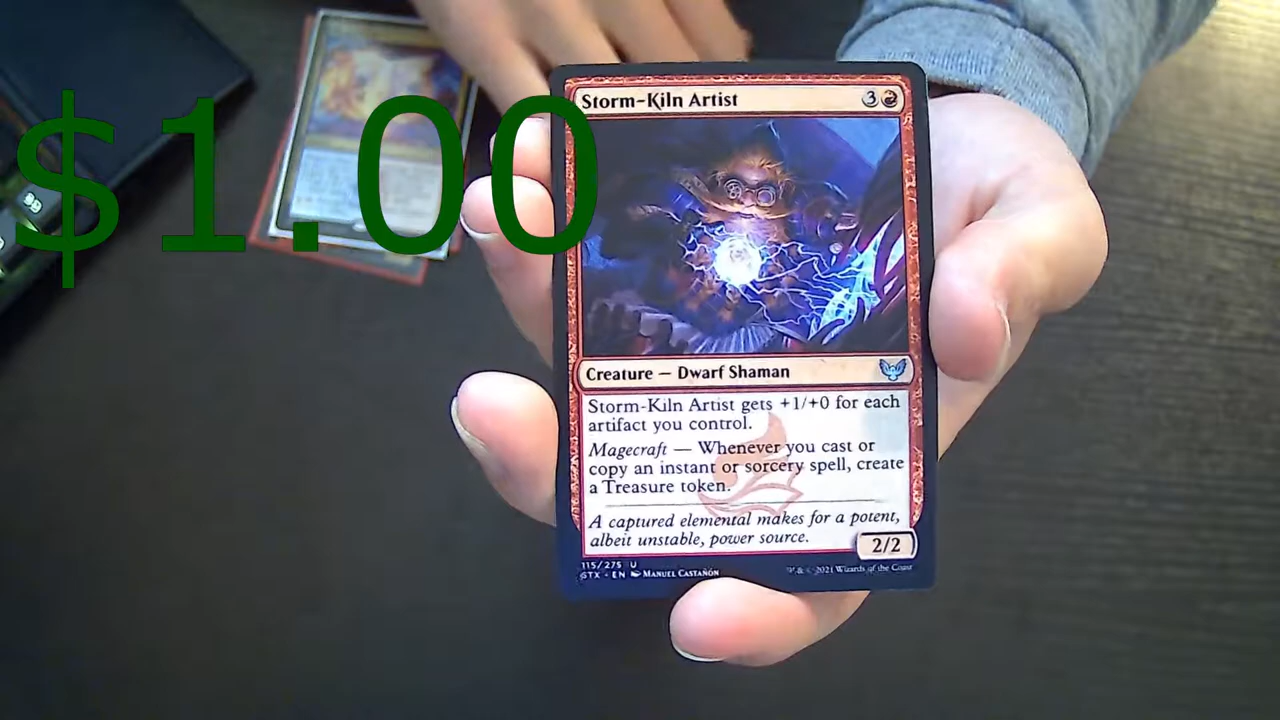 $1.00
Storm-Kiln Artist 3
Creature — Dwarf Shaman
Storm-Kiln Artist gets +1/+0 for each
artifact you control.
Magecraft — Whenever you cast or
copy an instant or sorcery spell, create
a Treasure token.
A captured elemental makes for a potent,
albeit unstable, power source.
2/2
115/275 U
STX • EN Manuel Castañón
™ & © 2021 Wizards of the Coast